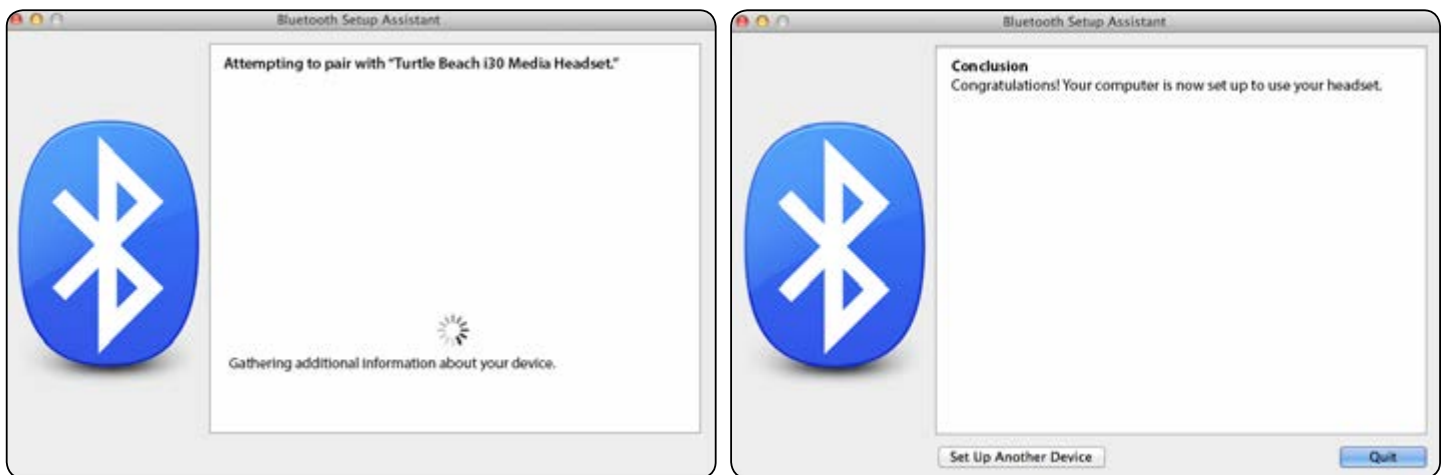 Bluetooth Setup Assistant
Attempting to pair with “Turtle Beach i30 Media Headset.”
Gathering additional information about your device.
Bluetooth Setup Assistant
Conclusion
Congratulations! Your computer is now set up to use your headset.
Set Up Another Device
Quit